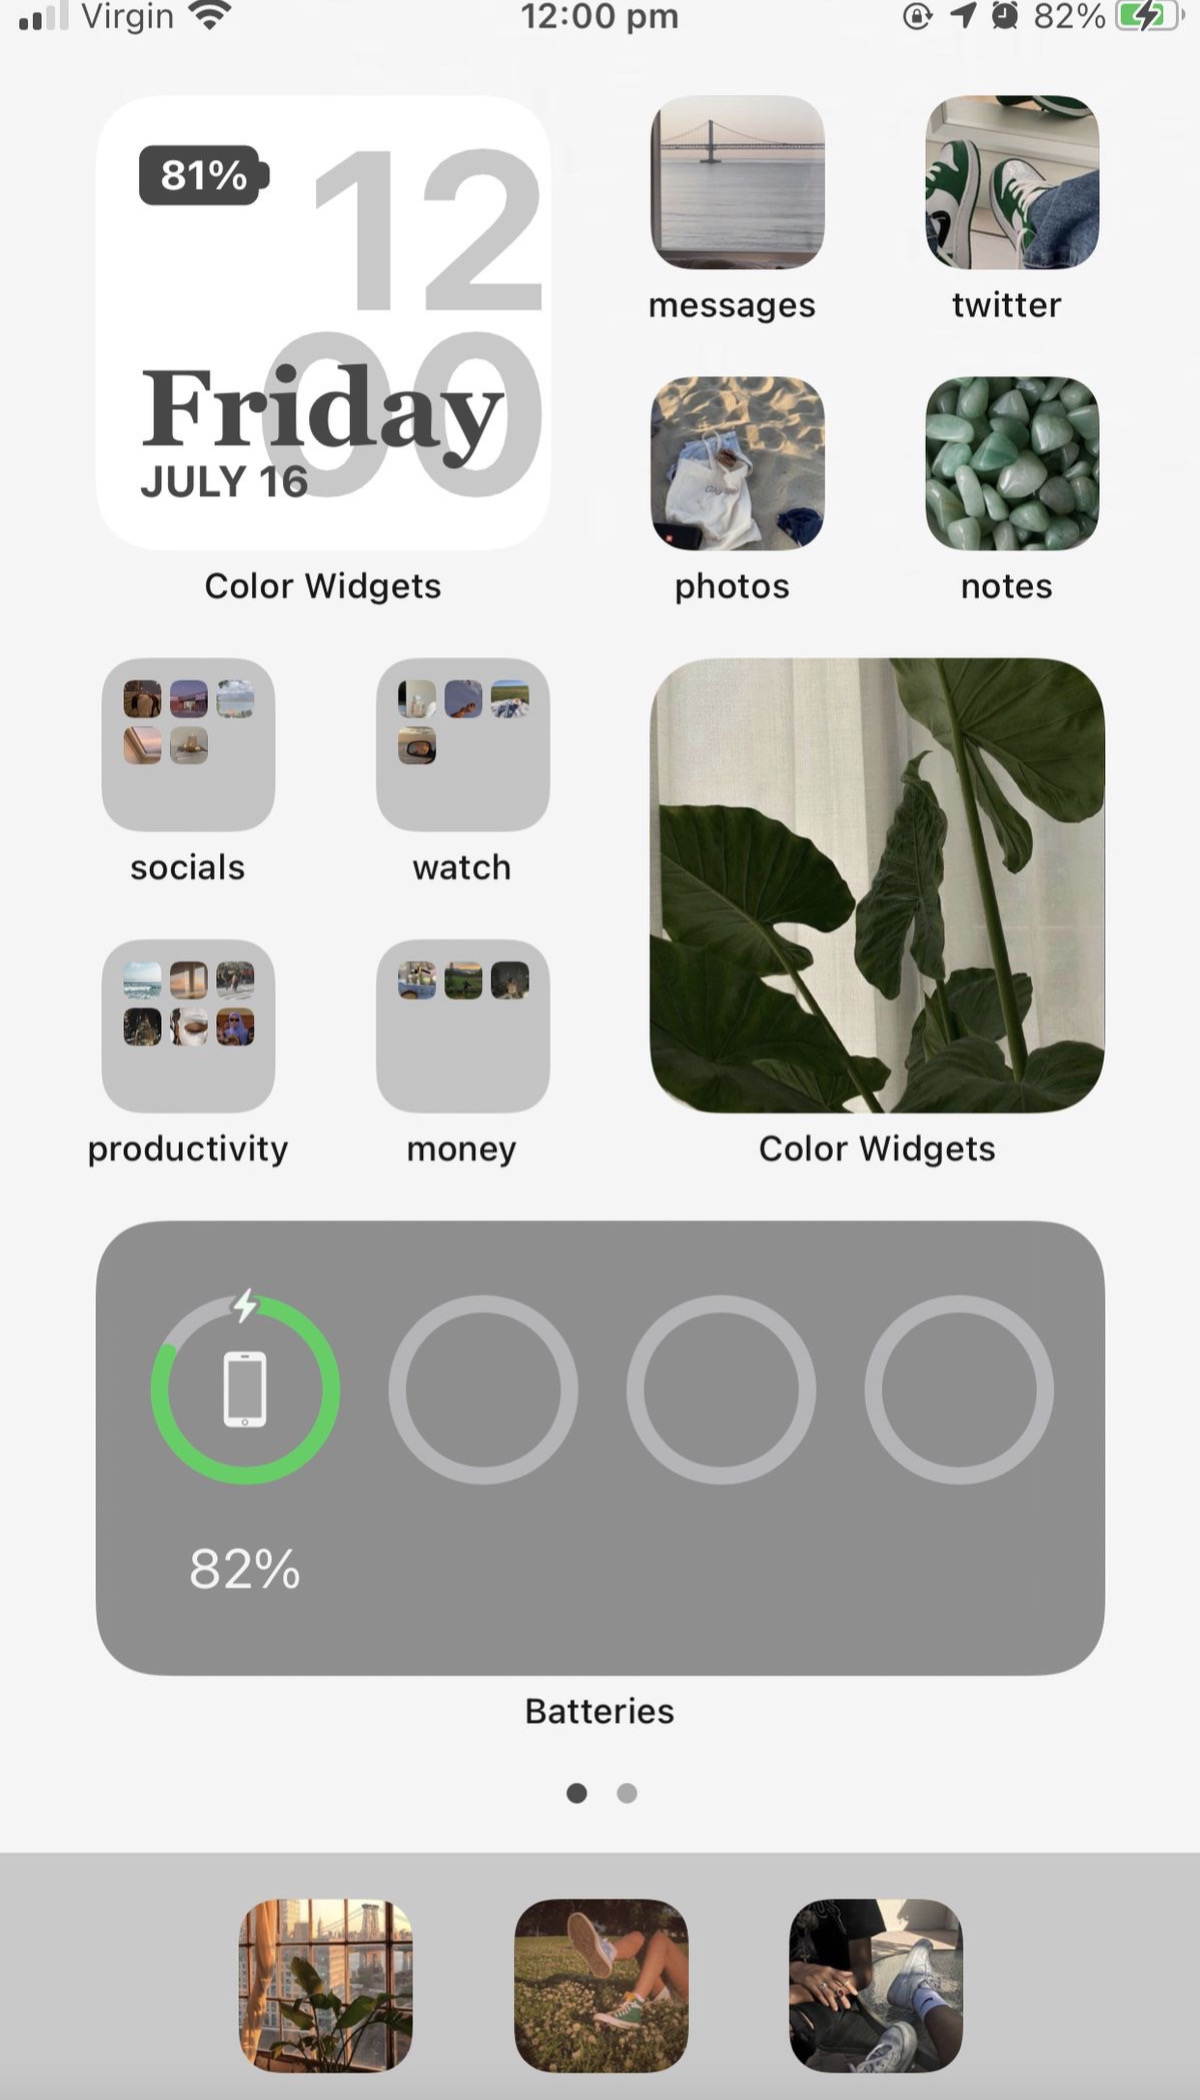 Virgin
12:00 pm
82%
81%
12
00
Friday
JULY 16
Color Widgets
messages
twitter
photos
notes
socials
watch
productivity
money
Color Widgets
82%
Batteries